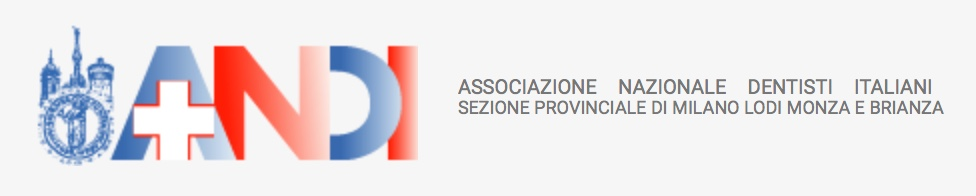 ANDI
ASSOCIAZIONE NAZIONALE DENTISTI ITALIANI
SEZIONE PROVINCIALE DI MILANO LODI MONZA E BRIANZA